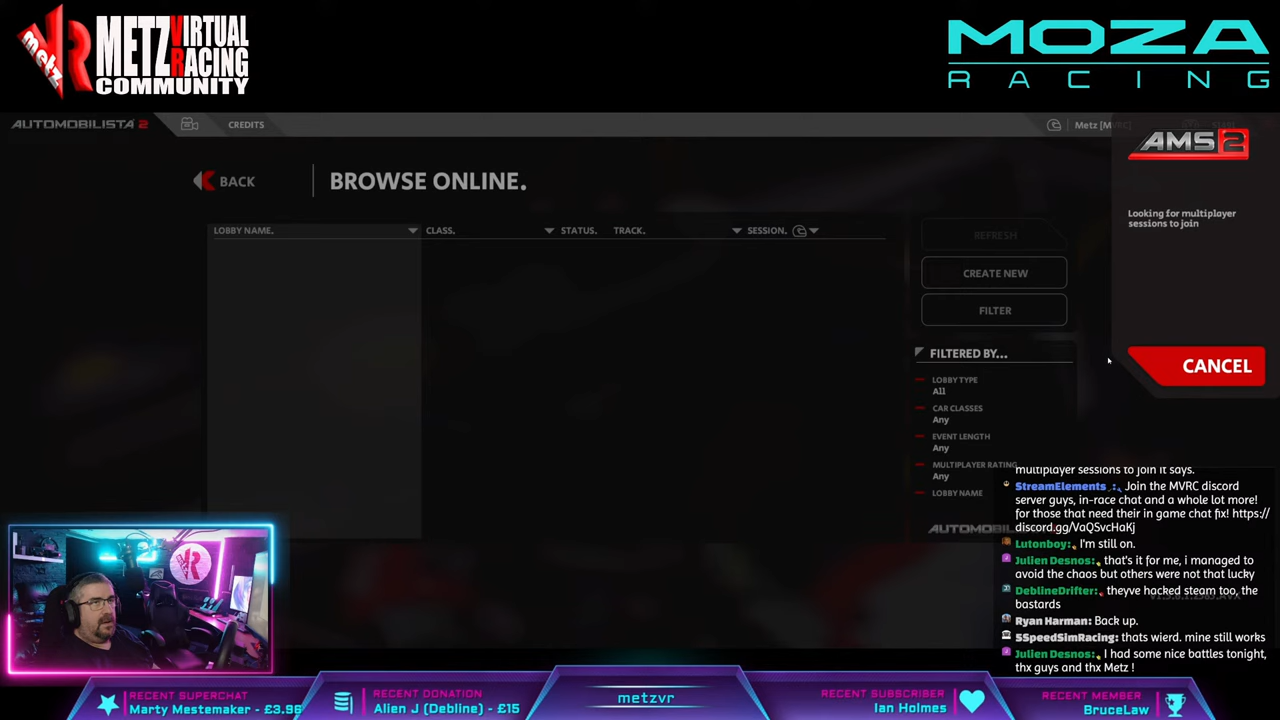 metz VR
METZ VIRTUAL
VR RACING
COMMUNITY
MOZA
RACING
AUTOMOBILISTA 2
CREDITS
Metz [MVRC]
AMS 2
BACK
BROWSE ONLINE.
Looking for multiplayer
sessions to join
LOBBY NAME.
CLASS.
STATUS.
TRACK.
SESSION.
REFRESH
CREATE NEW
FILTER
FILTERED BY...
CANCEL
LOBBY TYPE
All
CAR CLASSES
Any
EVENT LENGTH
Any
MULTIPLAYER RATING
Any
LOBBY NAME
multiplayer sessions to join it says.
StreamElements : Join the MVRC discord
server guys, in-race chat and a whole lot more!
for those that need their in game chat fix! https://
discord.gg/VaQSvcHaKj
Lutonboy: I'm still on.
Julien Desnos: that's it for me, i managed to
avoid the chaos but others were not that lucky
DeblineDrifter: theyve hacked steam too, the
bastards
Ryan Harman: Back up.
SSpeedSimRacing: thats wierd. mine still works
Julien Desnos: I had some nice battles tonight,
thx guys and thx Metz !
RECENT SUPERCHAT
Marty Mestemaker - £3.96
RECENT DONATION
Alien J (Debline) - £15
metzvr
RECENT SUBSCRIBER
Ian Holmes
RECENT MEMBER
BruceLaw